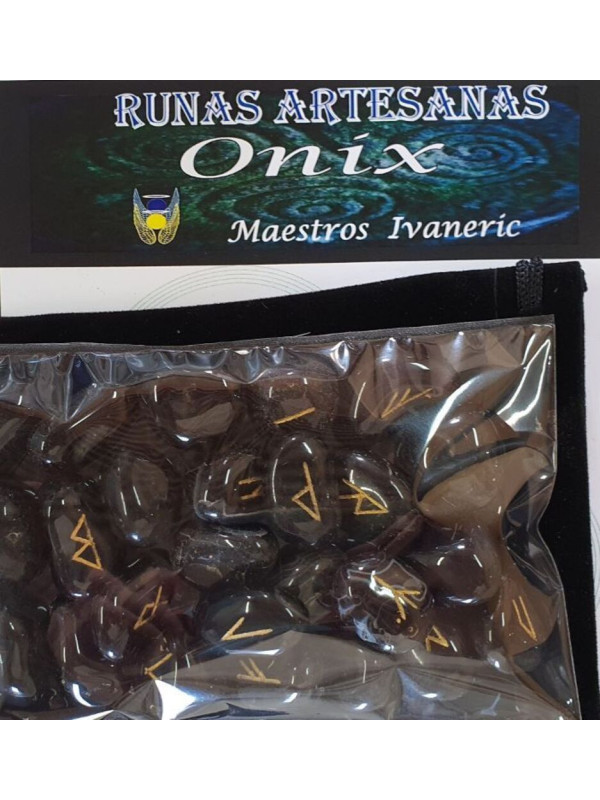 RUNAS ARTESANAS
Onix
Maestros Ivaneric